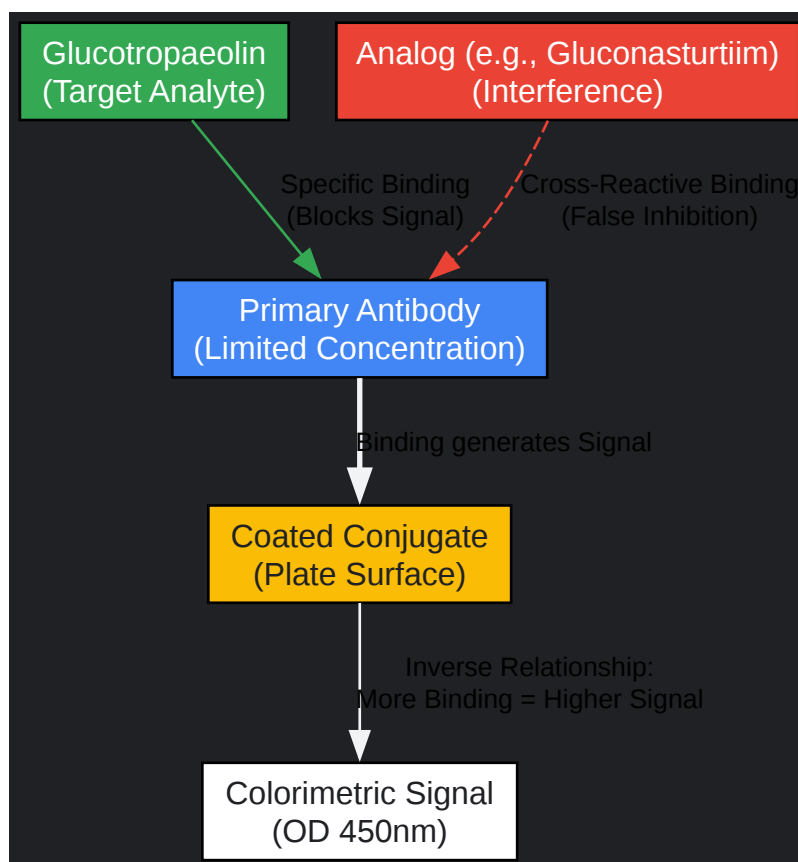 Glucotropaeolin
(Target Analyte)
Analog (e.g., Gluconasturtiim)
(Interference)
Specific Binding
(Blocks Signal)
Cross-Reactive Binding
(False Inhibition)
Primary Antibody
(Limited Concentration)
Binding generates Signal
Coated Conjugate
(Plate Surface)
Inverse Relationship:
More Binding = Higher Signal
Colorimetric Signal
(OD 450nm)